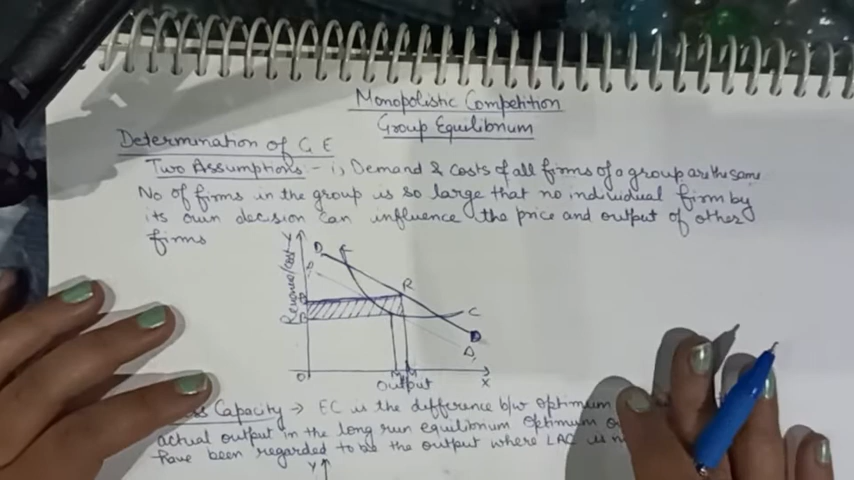 Monopolistic Competition
Group Equilibrium
Determination of G E
Two Assumptions - i, Demand & Costs of all firms of a group are the same
No of firms in the group is so large that no individual firm by
its own decision can influence the price and output of other
firms
Y
D
C
R
Revenue/Cost
C
D
D1
O
M
Output
X
Capacity → EC is the difference b/w optimum
actual output in the long run equilibrium optimum
have been regarded to be the output where LAC is
Y